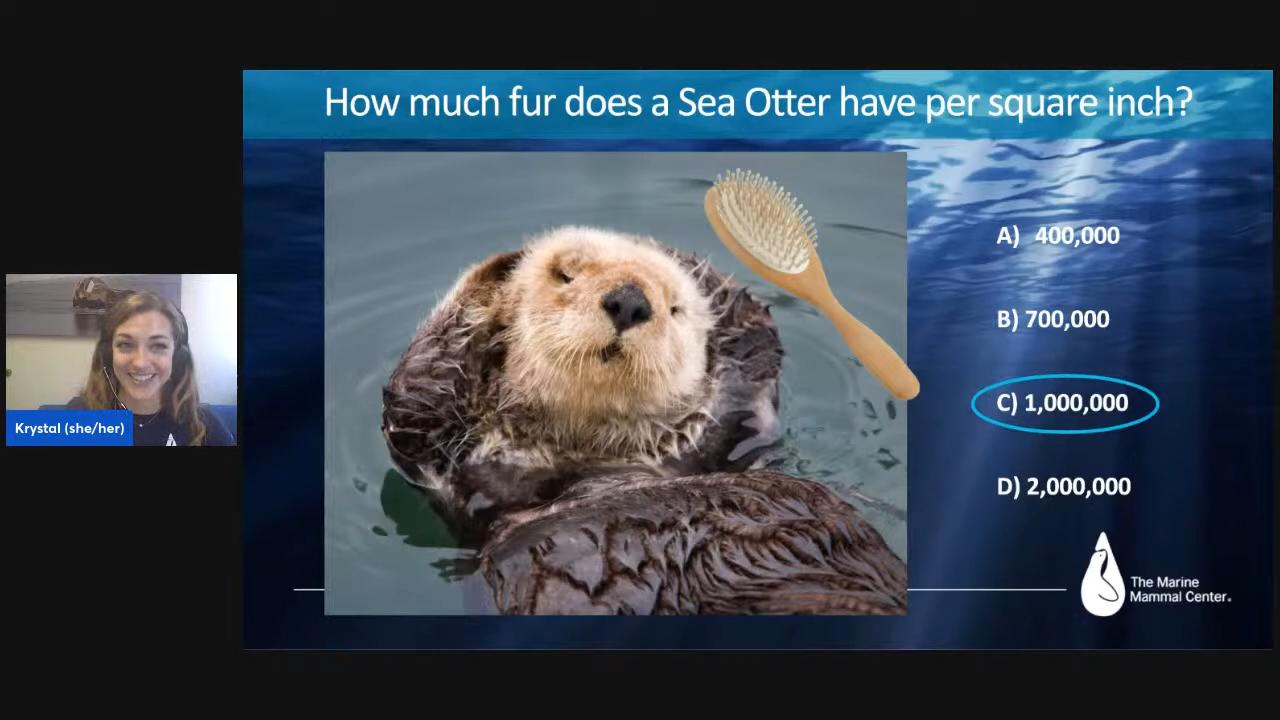 How much fur does a Sea Otter have per square inch?
A) 400,000
B) 700,000
C) 1,000,000
D) 2,000,000
Krystal (she/her)
The Marine
Mammal Center.